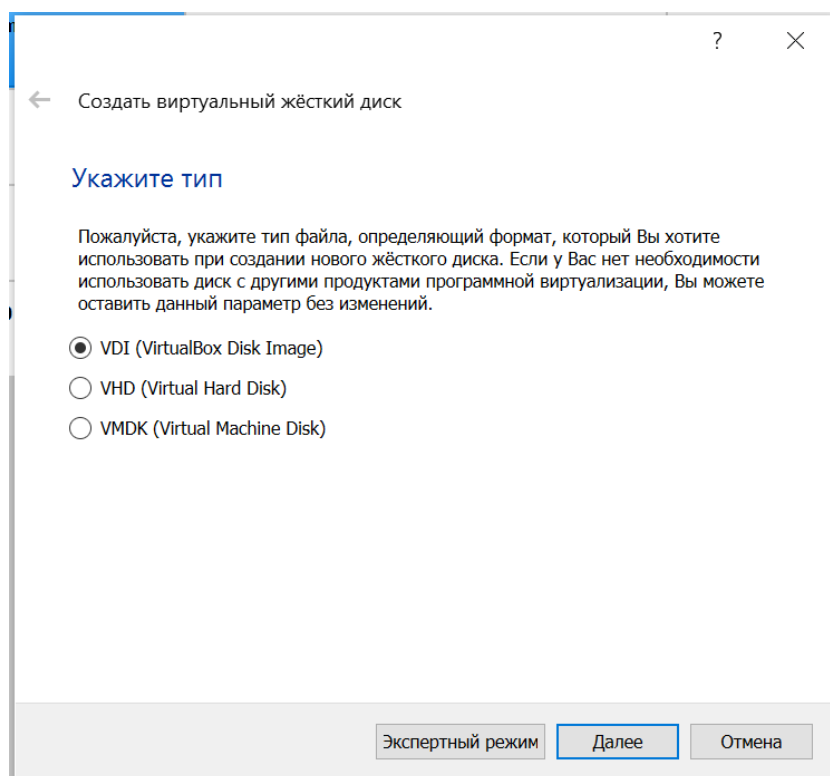 ?
Создать виртуальный жёсткий диск
Укажите тип
Пожалуйста, укажите тип файла, определяющий формат, который Вы хотите
использовать при создании нового жёсткого диска. Если у Вас нет необходимости
использовать диск с другими продуктами программной виртуализации, Вы можете
оставить данный параметр без изменений.
VDI (VirtualBox Disk Image)
VHD (Virtual Hard Disk)
VMDK (Virtual Machine Disk)
Экспертный режим Далее Отмена